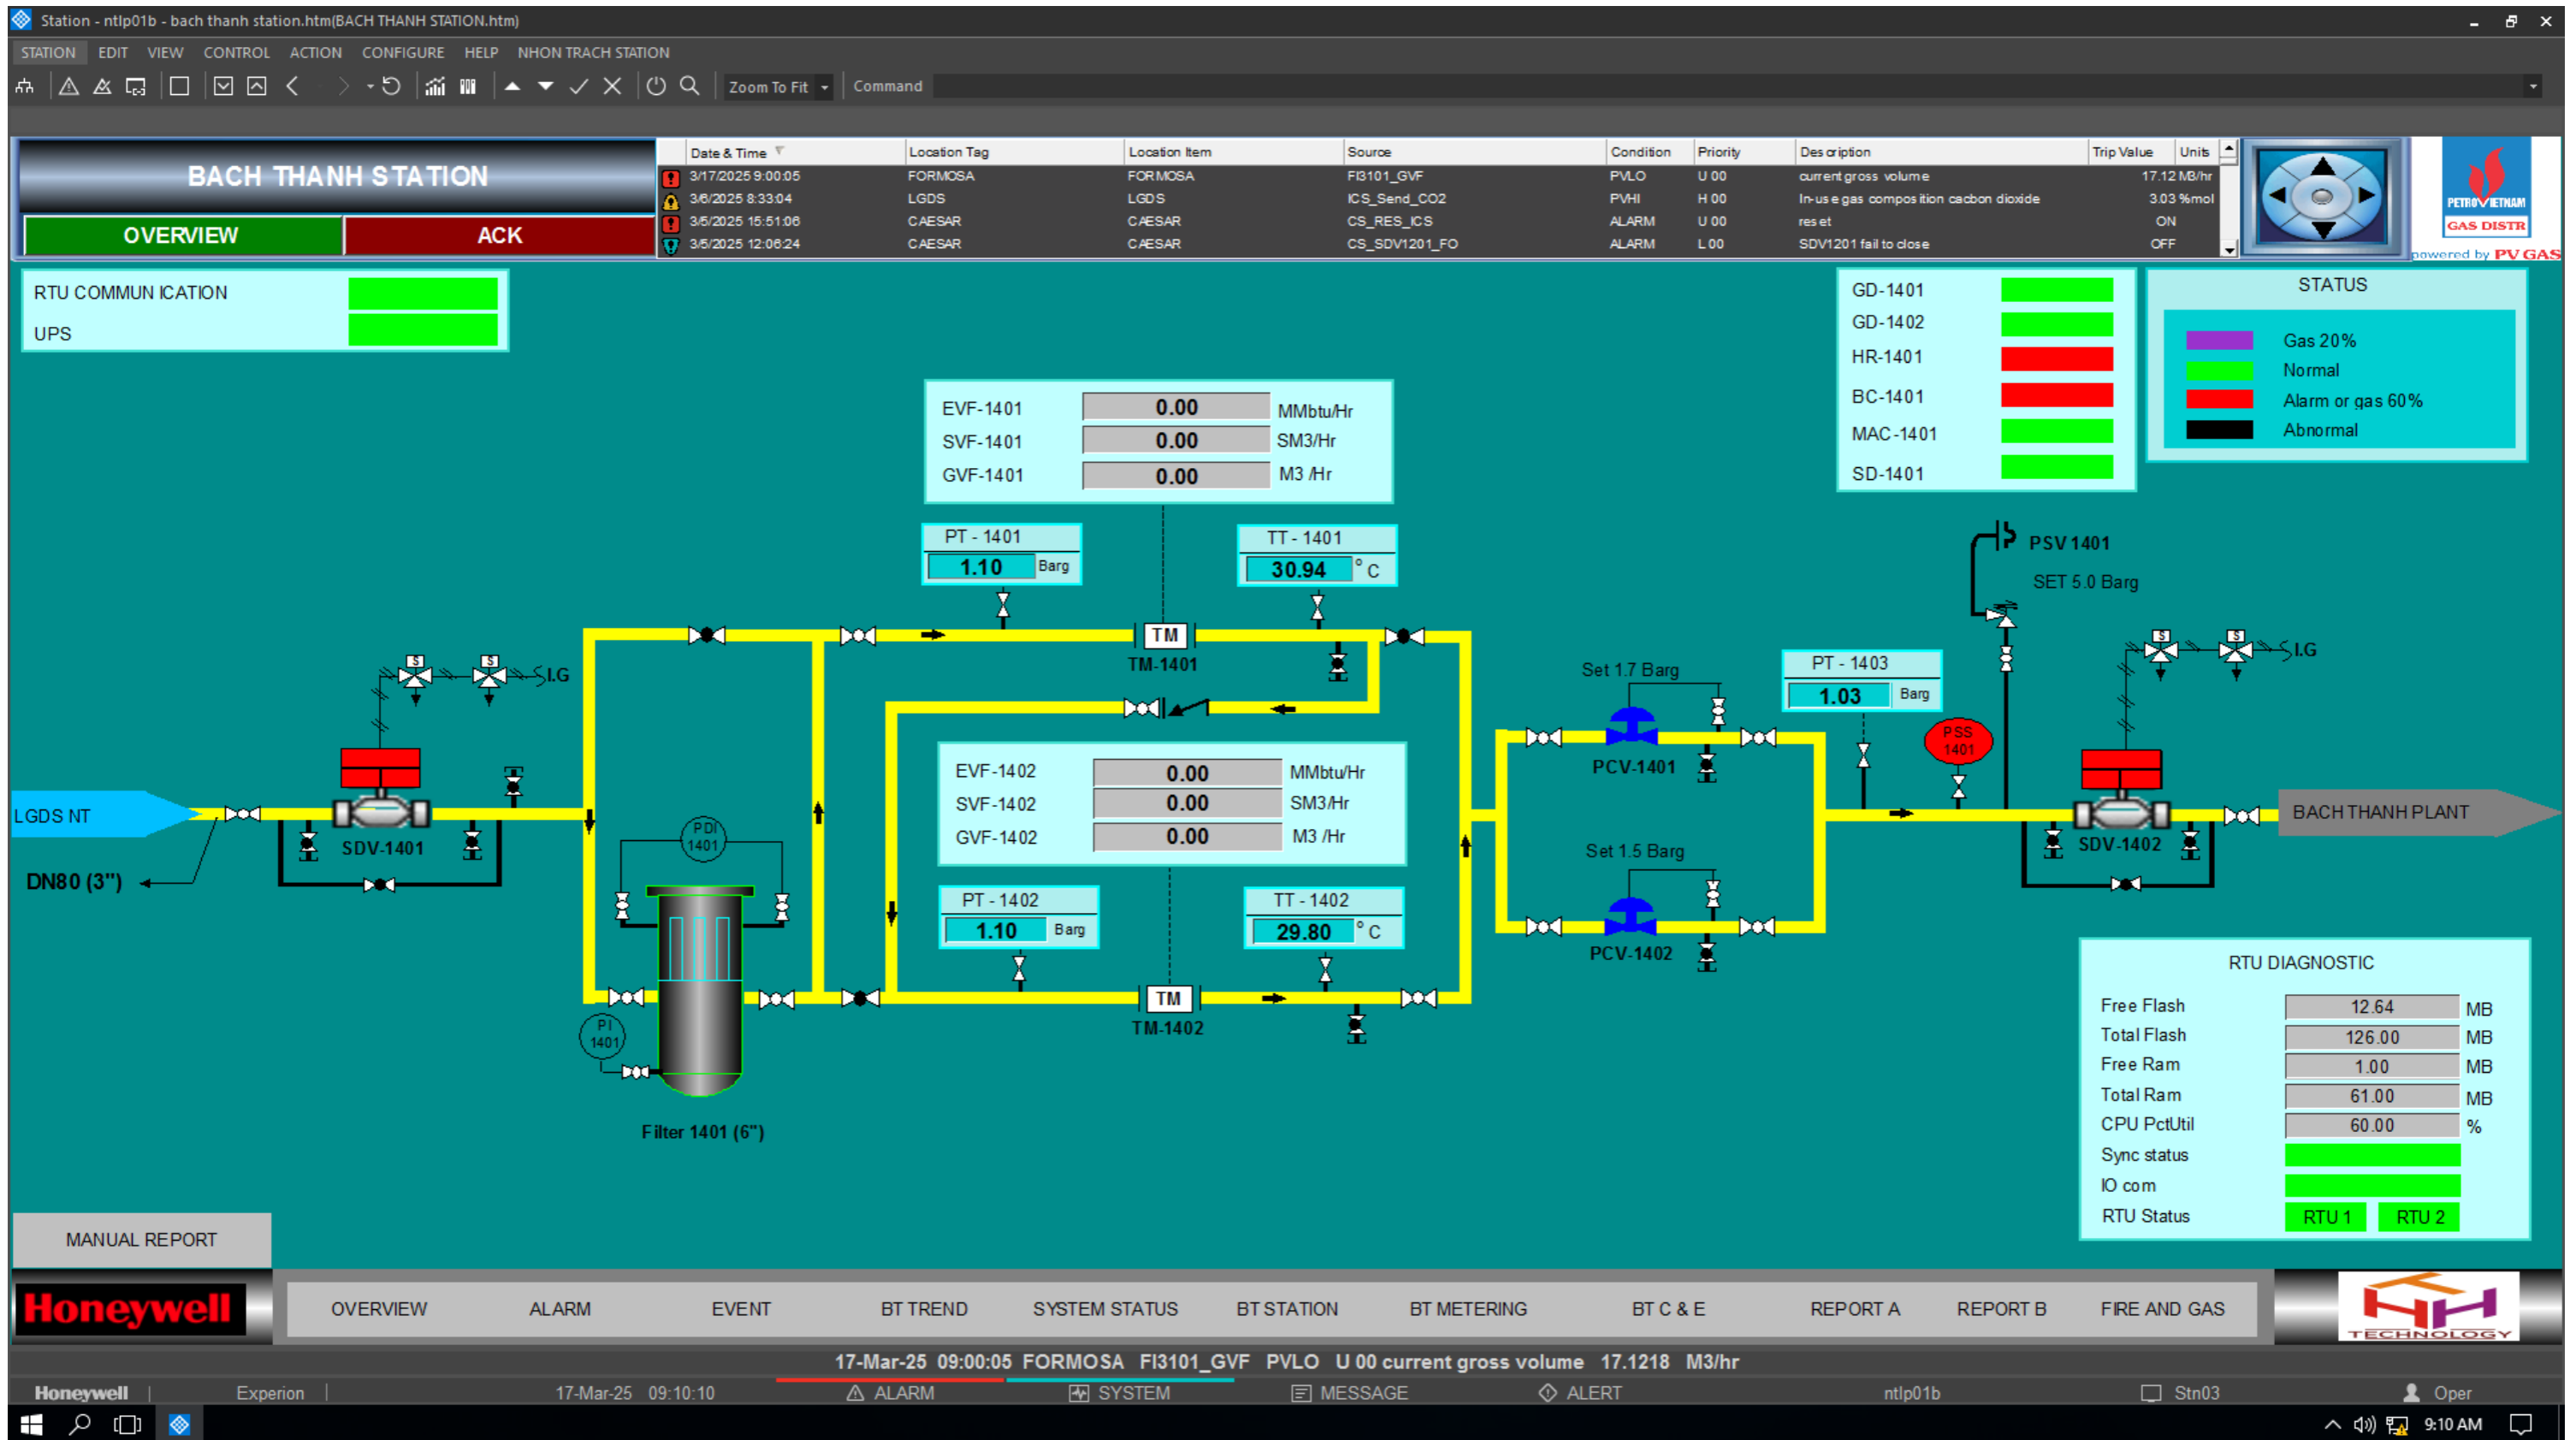 Station - ntlp01b - bach thanh station.htm(BACH THANH STATION.htm)
STATION EDIT VIEW CONTROL ACTION CONFIGURE HELP NHON TRACH STATION
Zoom To Fit Command
BACH THANH STATION
OVERVIEW ACK
Date & Time Location Tag Location Item Source Condition Priority Description Trip Value Units
3/17/2025 9:00:05 FORMOSA FORMOSA FI3101_GVF PVLO U 00 current gross volume 17.12 M3/hr
3/6/2025 8:33:04 LGDS LGDS ICS_Send_CO2 PVHI H 00 In-use gas composition cacbon dioxide 3.03 %mol
3/5/2025 15:51:06 CAESAR CAESAR CS_RES_ICS ALARM U 00 reset ON
3/5/2025 12:06:24 CAESAR CAESAR CS_SDV1201_FO ALARM L 00 SDV1201 fail to close OFF
PETROVIETNAM
GAS DISTR
powered by PV GAS
RTU COMMUNICATION
UPS
GD-1401
GD-1402
HR-1401
BC-1401
MAC-1401
SD-1401
STATUS
Gas 20%
Normal
Alarm or gas 60%
Abnormal
EVF-1401 0.00 MMbtu/Hr
SVF-1401 0.00 SM3/Hr
GVF-1401 0.00 M3 /Hr
PT - 1401
1.10 Barg
TT - 1401
30.94 ° C
PSV 1401
SET 5.0 Barg
TM
TM-1401
S S
I.G
S S
I.G
Set 1.7 Barg
PT - 1403
1.03 Barg
PSS
1401
PCV-1401
EVF-1402 0.00 MMbtu/Hr
SVF-1402 0.00 SM3/Hr
GVF-1402 0.00 M3 /Hr
LGDS NT
SDV-1401
DN80 (3")
PDI
1401
Set 1.5 Barg
SDV-1402
BACH THANH PLANT
PT - 1402
1.10 Barg
TT - 1402
29.80 ° C
PCV-1402
TM
TM-1402
PI
1401
Filter 1401 (6")
RTU DIAGNOSTIC
Free Flash 12.64 MB
Total Flash 126.00 MB
Free Ram 1.00 MB
Total Ram 61.00 MB
CPU PctUtil 60.00 %
Sync status
IO com
RTU Status RTU 1 RTU 2
MANUAL REPORT
Honeywell
OVERVIEW ALARM EVENT BT TREND SYSTEM STATUS BT STATION BT METERING BT C & E REPORT A REPORT B FIRE AND GAS
TECHNOLOGY
17-Mar-25 09:00:05 FORMOSA FI3101_GVF PVLO U 00 current gross volume 17.1218 M3/hr
Honeywell Experion 17-Mar-25 09:10:10 ALARM SYSTEM MESSAGE ALERT ntlp01b Stn03 Oper
9:10 AM